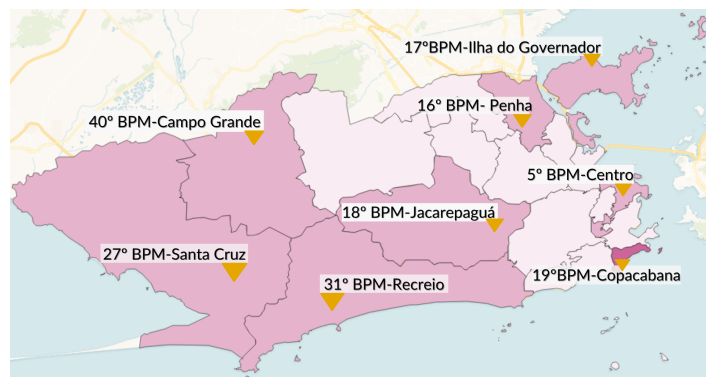 17ºBPM-Ilha do Governador
16º BPM- Penha
40º BPM-Campo Grande
5º BPM-Centro
18º BPM-Jacarepaguá
27º BPM-Santa Cruz
19ºBPM-Copacabana
31º BPM-Recreio